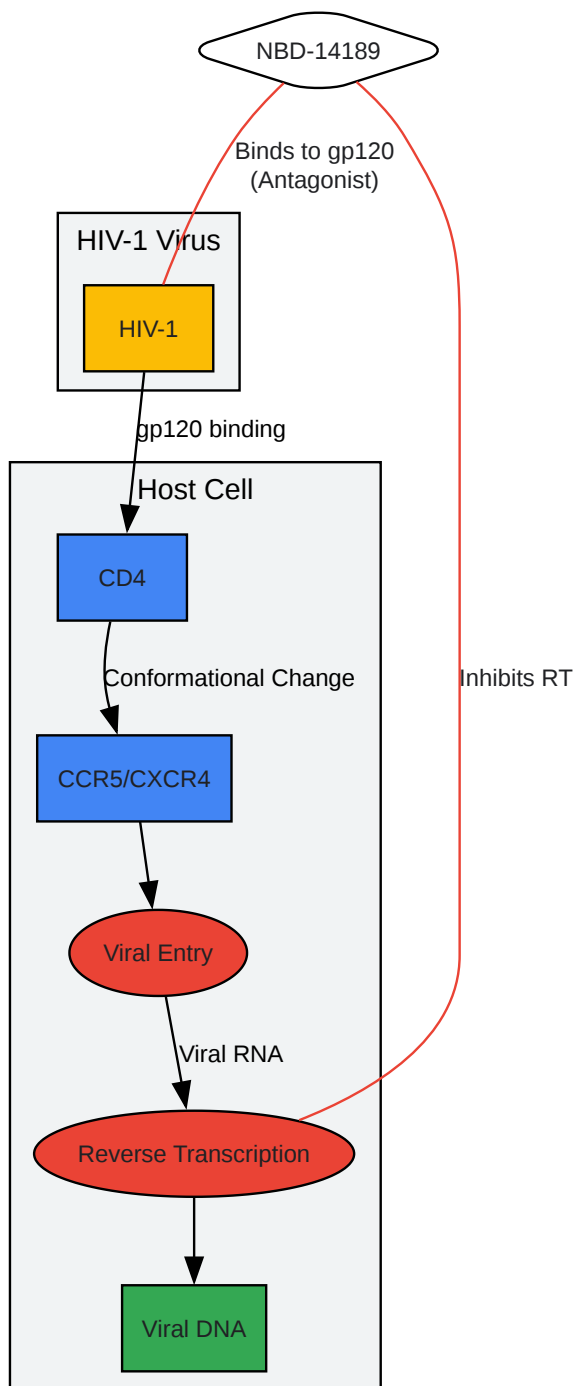 NBD-14189
Binds to gp120
(Antagonist)
HIV-1 Virus
HIV-1
gp120 binding
Host Cell
CD4
Conformational Change
Inhibits RT
CCR5/CXCR4
Viral Entry
Viral RNA
Reverse Transcription
Viral DNA